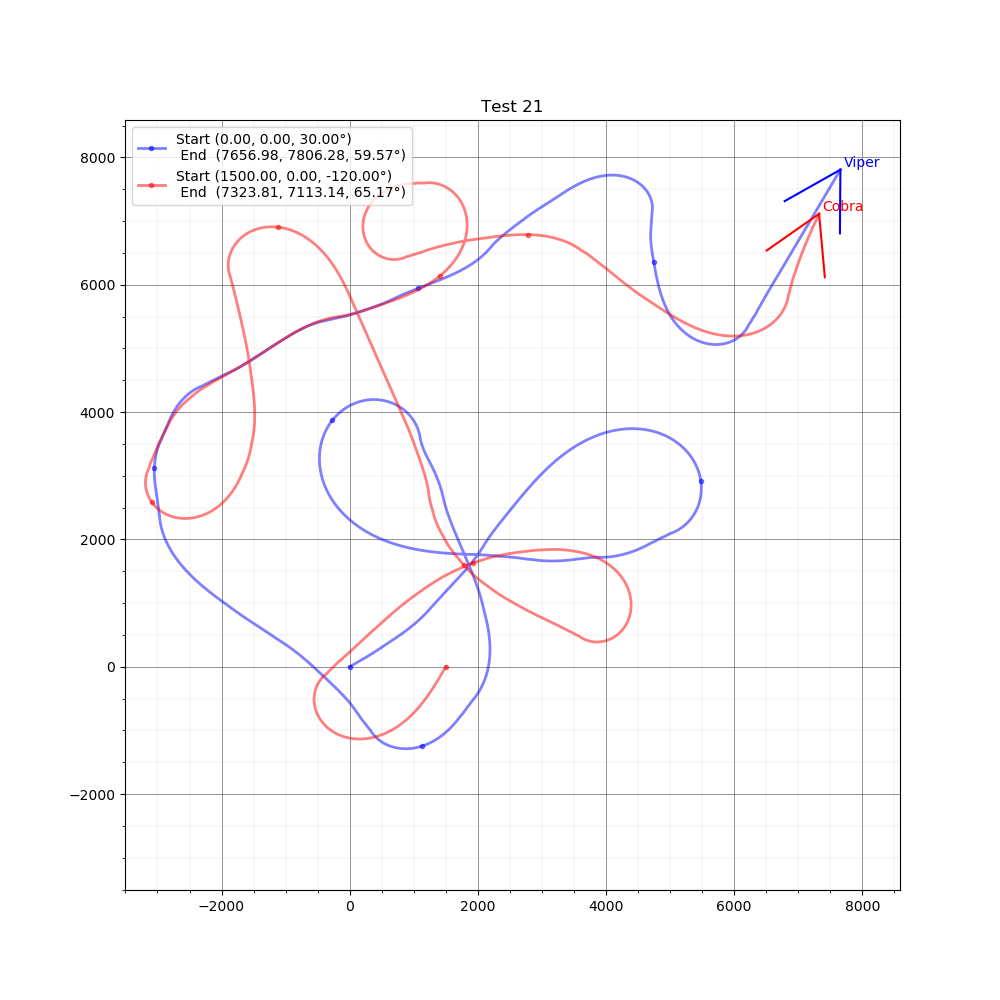 Test 21
Start (0.00, 0.00, 30.00°)
End  (7656.98, 7806.28, 59.57°)
Start (1500.00, 0.00, -120.00°)
End  (7323.81, 7113.14, 65.17°)
Viper
Cobra
8000
6000
4000
2000
0
−2000
−2000
0
2000
4000
6000
8000